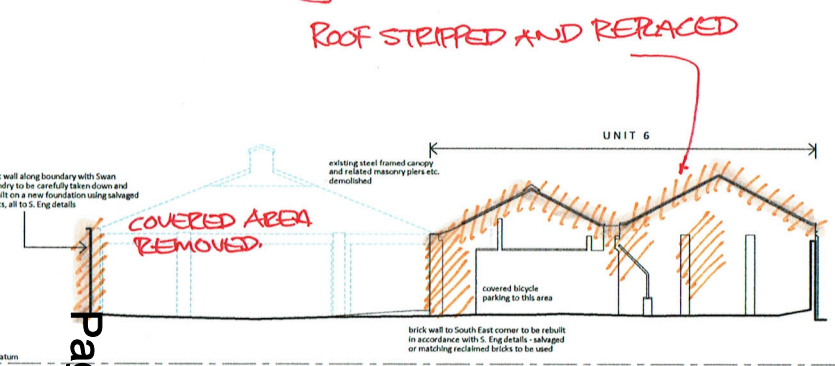 ROOF STRIPPED AND REPLACED
UNIT 6
existing steel framed canopy
and related masonry piers etc.
demolished
wall along boundary with Swan
ndry to be carefully taken down and
ilt on a new foundation using salvaged
s, all to S. Eng details
COVERED AREA
REMOVED.
covered bicycle
parking to this area
brick wall to South East corner to be rebuilt
in accordance with S. Eng details - salvaged
or matching reclaimed bricks to be used
atum
Pag